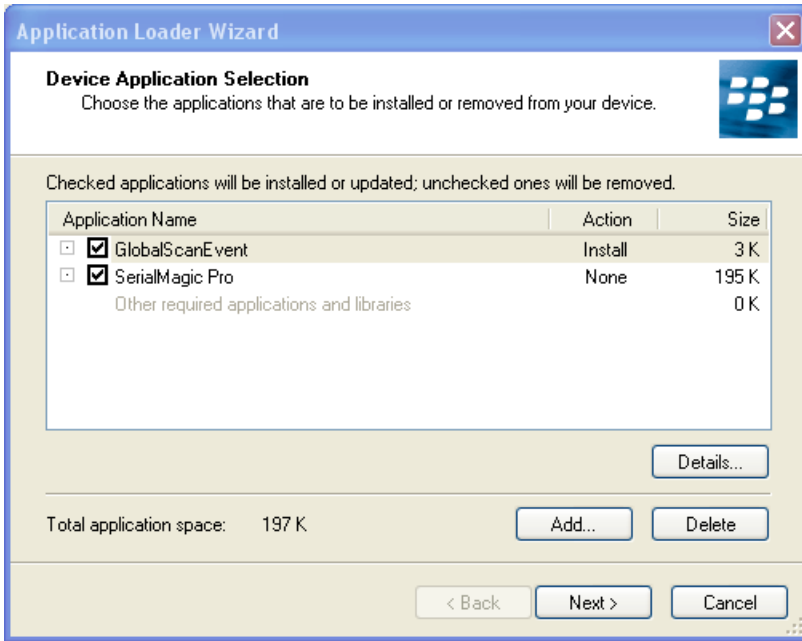 Application Loader Wizard
Device Application Selection
Choose the applications that are to be installed or removed from your device.
Checked applications will be installed or updated; unchecked ones will be removed.
Application Name Action Size
GlobalScanEvent Install 3 K
SerialMagic Pro None 195 K
Other required applications and libraries 0 K
Details...
Total application space: 197 K Add... Delete
< Back Next > Cancel